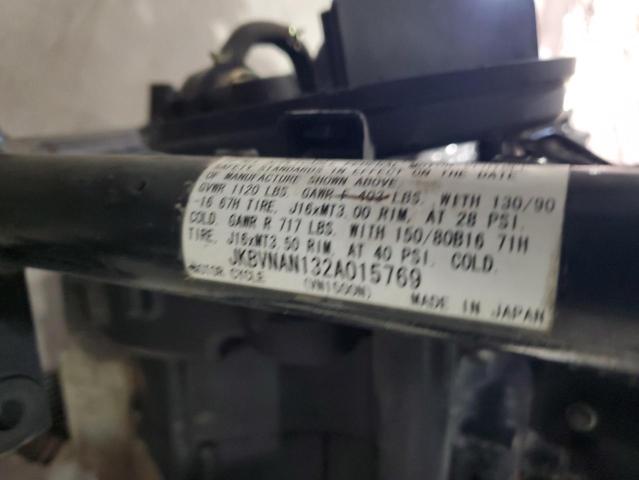 SAFETY STANDARDS IN EFFECT ON THE DATE
OF MANUFACTURE SHOWN ABOVE
GVWR 1120 LBS. GAWR F 403 LBS. WITH 130/90
-16 67H TIRE, J16xMT3.00 RIM, AT 28 PSI.
COLD. GAWR R 717 LBS. WITH 150/80B16 71H
TIRE, J16xMT3.50 RIM, AT 40 PSI. COLD.
JKBVNAN132A015769
MOTOR CYCLE (VN1500N) MADE IN JAPAN